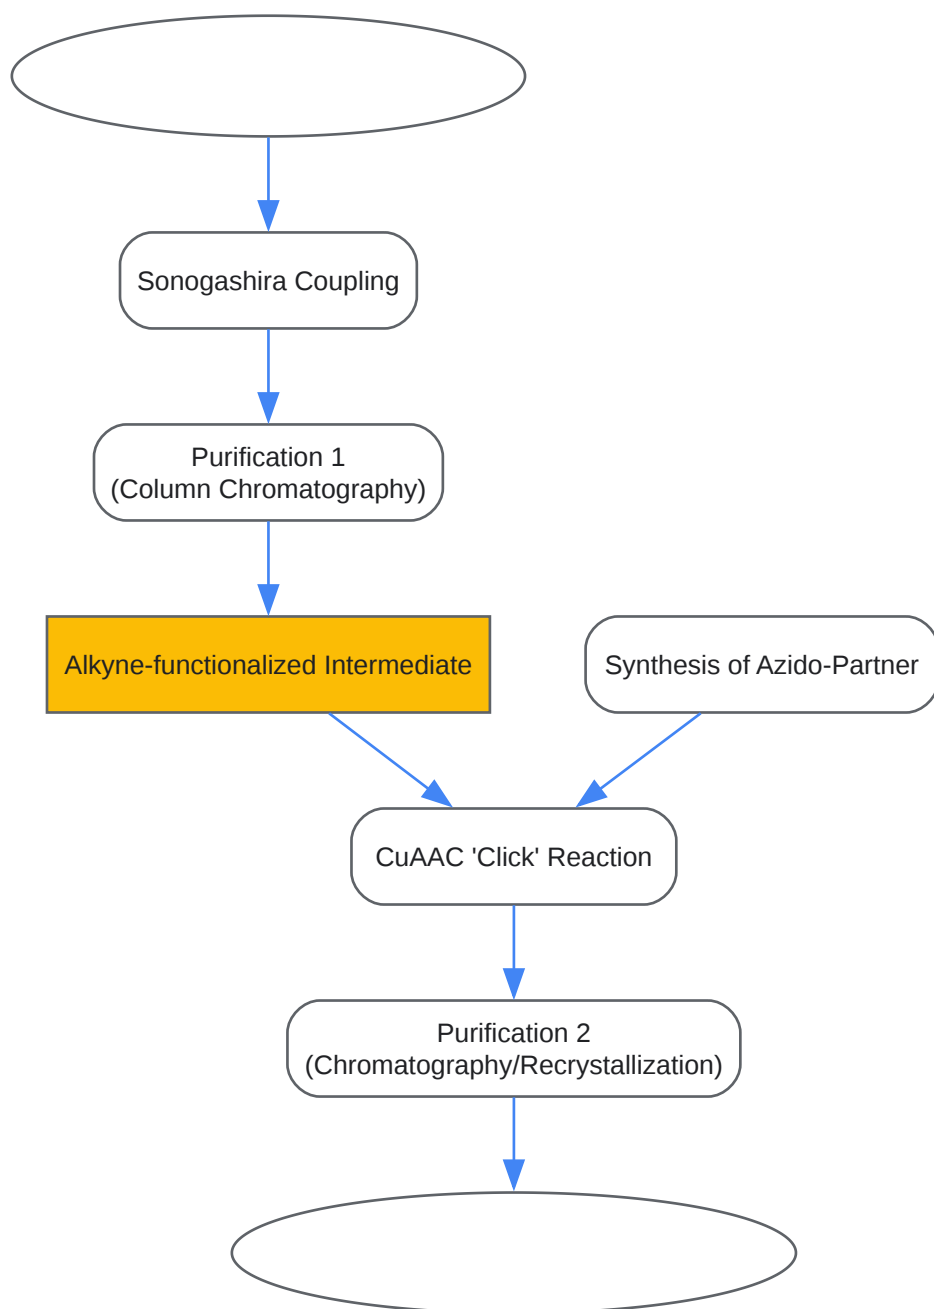 Sonogashira Coupling
Purification 1
(Column Chromatography)
Alkyne-functionalized Intermediate
Synthesis of Azido-Partner
CuAAC 'Click' Reaction
Purification 2
(Chromatography/Recrystallization)